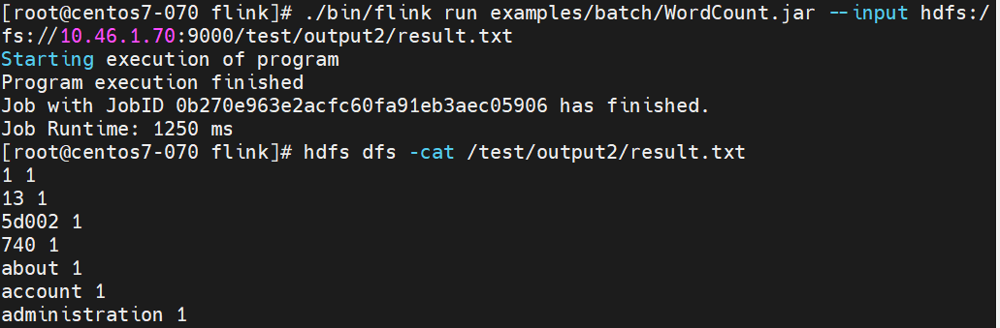 [root@centos7-070 flink]# ./bin/flink run examples/batch/WordCount.jar --input hdfs:/
fs://10.46.1.70:9000/test/output2/result.txt
Starting execution of program
Program execution finished
Job with JobID 0b270e963e2acfc60fa91eb3aec05906 has finished.
Job Runtime: 1250 ms
[root@centos7-070 flink]# hdfs dfs -cat /test/output2/result.txt
1 1
13 1
5d002 1
740 1
about 1
account 1
administration 1